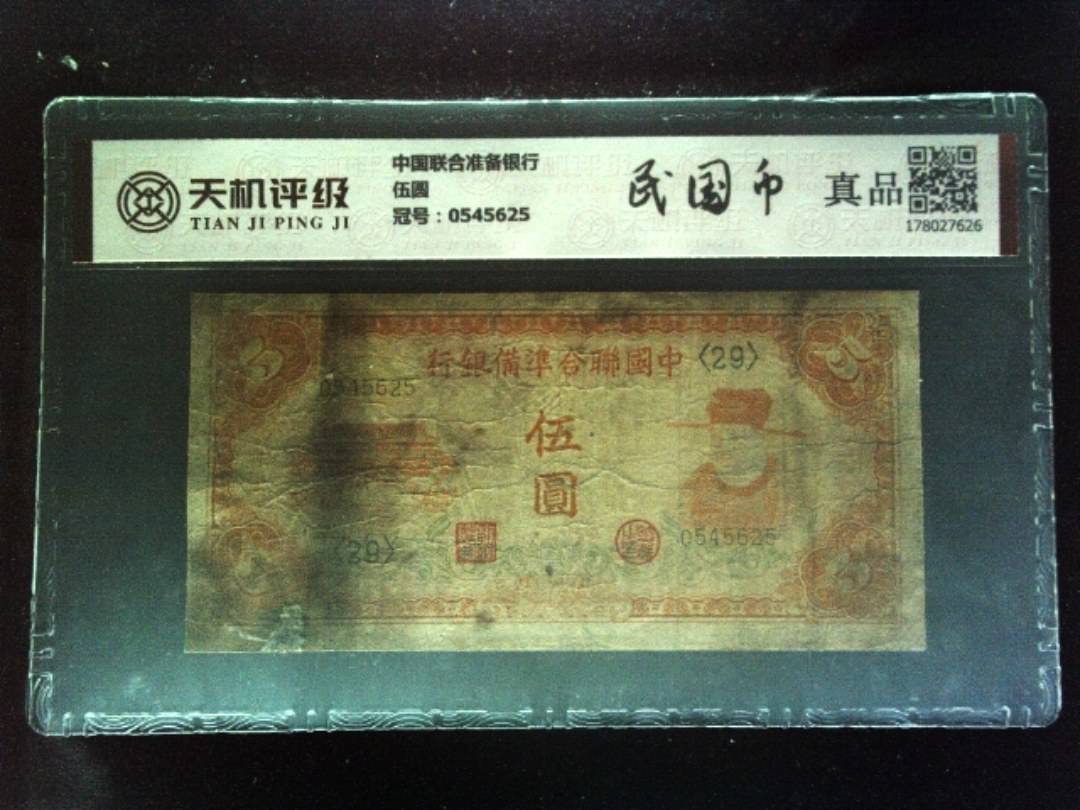 天机评级
TIAN JI PING JI
中国联合准备银行
伍圆
冠号：0545625
民国币
真品
178027626
行銀備準合聯國中 〈29〉
0545625
伍
圓
〈29〉
0545625